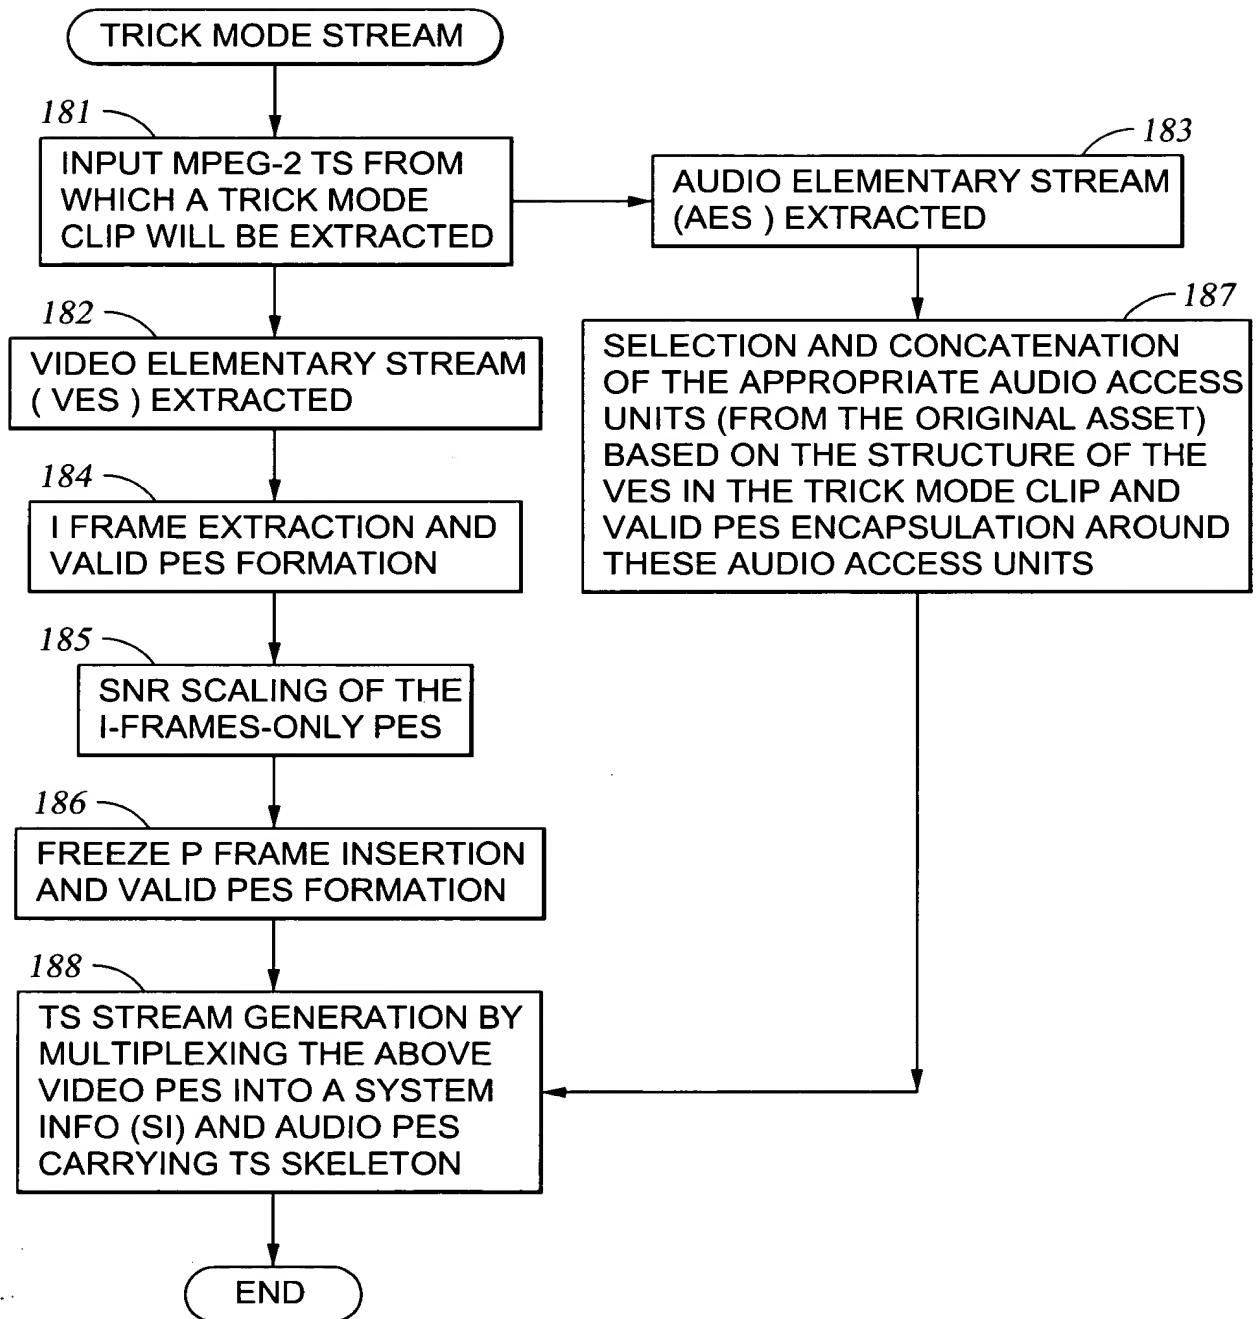 TRICK MODE STREAM
181
INPUT MPEG-2 TS FROM
WHICH A TRICK MODE
CLIP WILL BE EXTRACTED
183
AUDIO ELEMENTARY STREAM
(AES ) EXTRACTED
182
VIDEO ELEMENTARY STREAM
( VES ) EXTRACTED
187
SELECTION AND CONCATENATION
OF THE APPROPRIATE AUDIO ACCESS
UNITS (FROM THE ORIGINAL ASSET)
BASED ON THE STRUCTURE OF THE
VES IN THE TRICK MODE CLIP AND
VALID PES ENCAPSULATION AROUND
THESE AUDIO ACCESS UNITS
184
I FRAME EXTRACTION AND
VALID PES FORMATION
185
SNR SCALING OF THE
I-FRAMES-ONLY PES
186
FREEZE P FRAME INSERTION
AND VALID PES FORMATION
188
TS STREAM GENERATION BY
MULTIPLEXING THE ABOVE
VIDEO PES INTO A SYSTEM
INFO (SI) AND AUDIO PES
CARRYING TS SKELETON
END